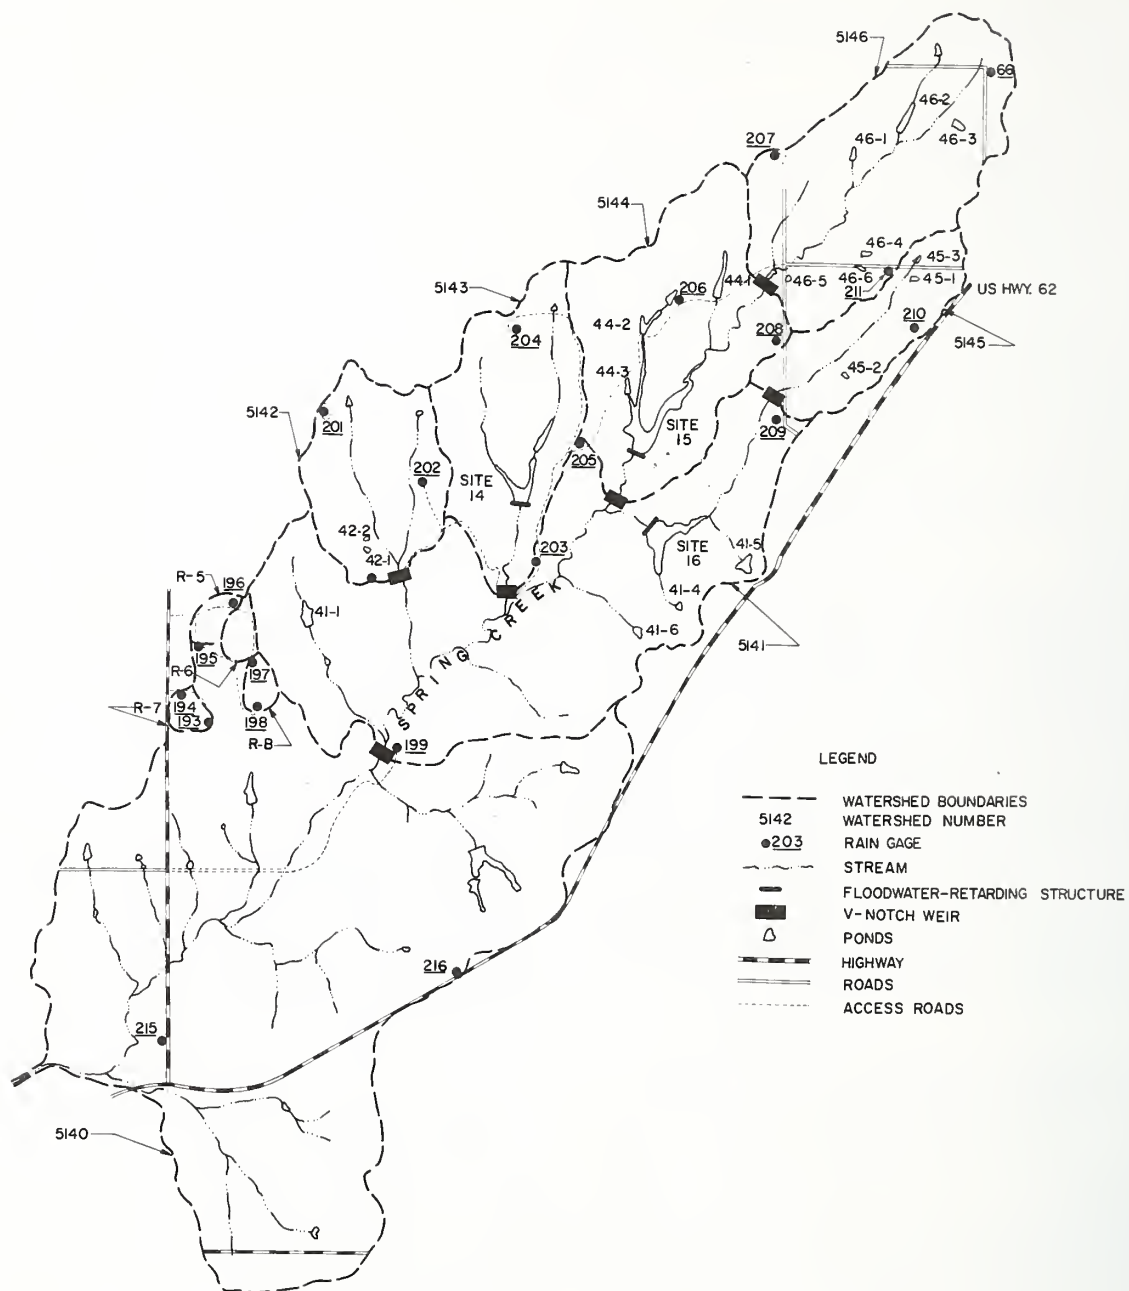 5146
66
46-2
46-1
46-3
207
5144
46-4
45-3
5143
206
44-1
46-5
46-6
45-1
211
US HWY. 62
44-2
210
204
208
5145
44-3
45-2
5142
201
SITE
15
209
202
205
SITE
14
42-2
SITE
16
41-5
42-1
203
R-5
196
41-1
41-4
41-6
195
5141
R-6
197
SPRING CREEK
194
R-7
193
198
R-8
199
LEGEND
WATERSHED BOUNDARIES
5142 WATERSHED NUMBER
203 RAIN GAGE
STREAM
FLOODWATER-RETARDING STRUCTURE
V-NOTCH WEIR
PONDS
HIGHWAY
ROADS
ACCESS ROADS
216
215
5140